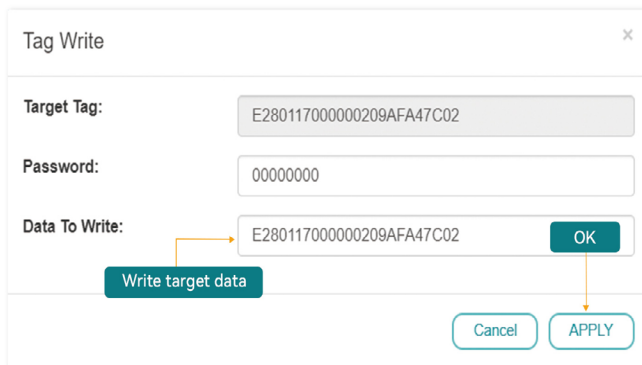 Tag Write
×
Target Tag:
E280117000000209AFA47C02
Password:
00000000
Data To Write:
E280117000000209AFA47C02
OK
Write target data
Cancel
APPLY